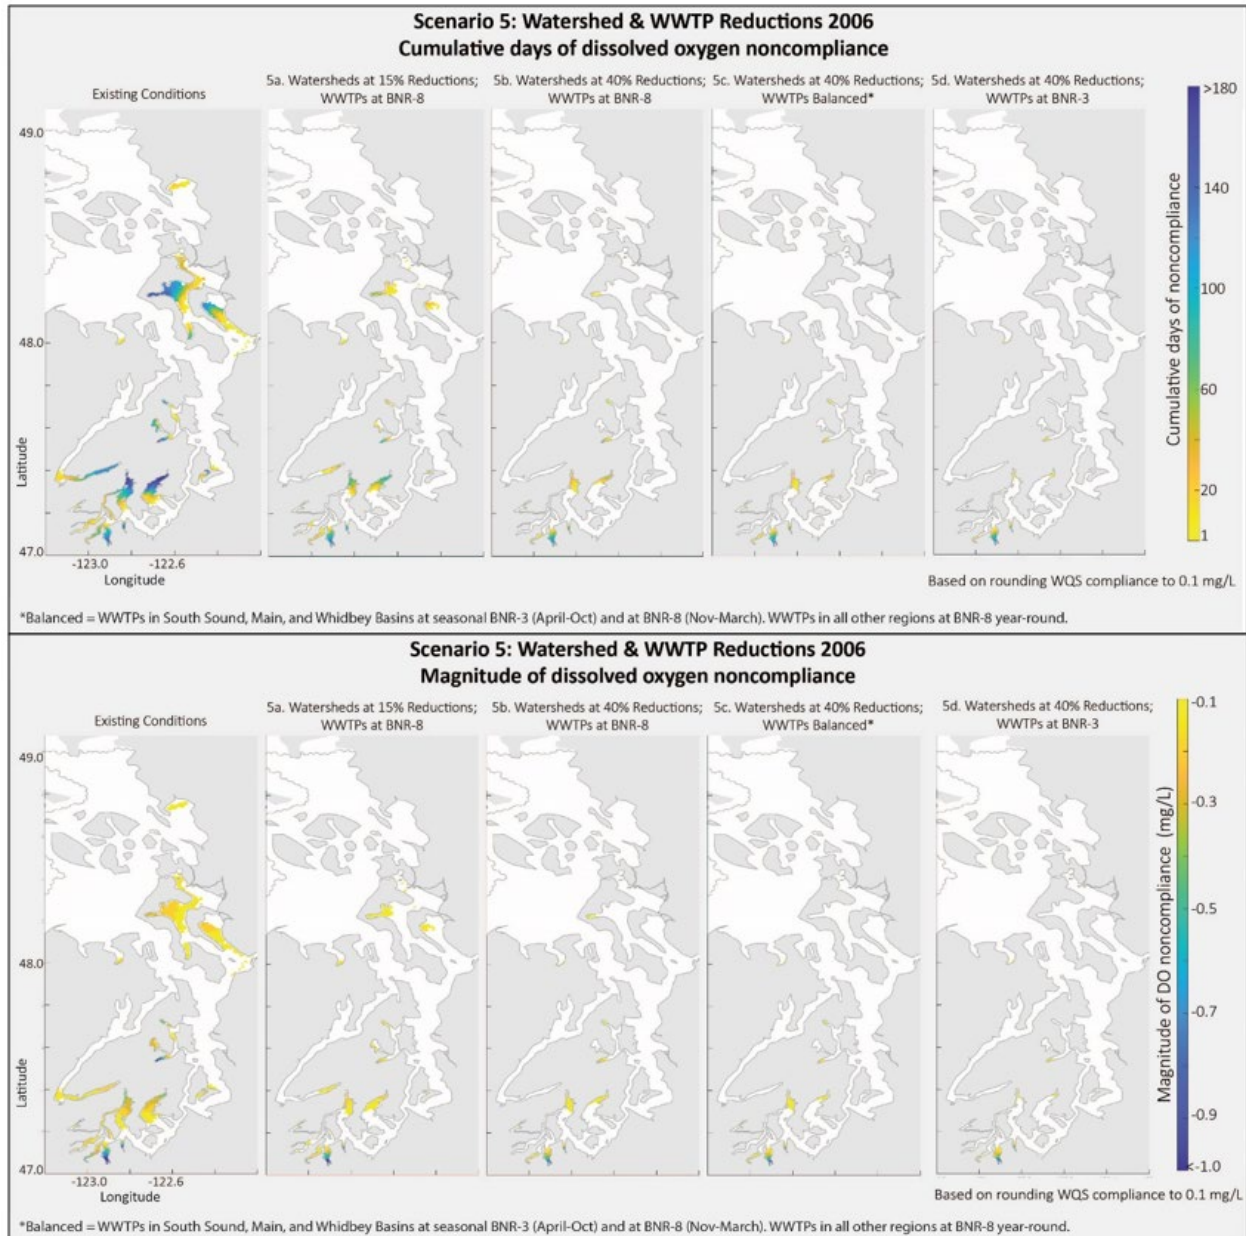 Scenario 5: Watershed & WWTP Reductions 2006
Cumulative days of dissolved oxygen noncompliance
Existing Conditions
5a. Watersheds at 15% Reductions;
WWTPs at BNR-8
5b. Watersheds at 40% Reductions;
WWTPs at BNR-8
5c. Watersheds at 40% Reductions;
WWTPs Balanced*
5d. Watersheds at 40% Reductions;
WWTPs at BNR-3
49.0
48.0
47.0
Latitude
-123.0 -122.6
Longitude
Cumulative days of noncompliance
>180
140
100
60
20
1
Based on rounding WQS compliance to 0.1 mg/L
*Balanced = WWTPs in South Sound, Main, and Whidbey Basins at seasonal BNR-3 (April-Oct) and at BNR-8 (Nov-March). WWTPs in all other regions at BNR-8 year-round.
Scenario 5: Watershed & WWTP Reductions 2006
Magnitude of dissolved oxygen noncompliance
Existing Conditions
5a. Watersheds at 15% Reductions;
WWTPs at BNR-8
5b. Watersheds at 40% Reductions;
WWTPs at BNR-8
5c. Watersheds at 40% Reductions;
WWTPs Balanced*
5d. Watersheds at 40% Reductions;
WWTPs at BNR-3
49.0
48.0
47.0
Latitude
-123.0 -122.6
Longitude
Magnitude of DO noncompliance (mg/L)
-0.1
-0.3
-0.5
-0.7
-0.9
<-1.0
Based on rounding WQS compliance to 0.1 mg/L
*Balanced = WWTPs in South Sound, Main, and Whidbey Basins at seasonal BNR-3 (April-Oct) and at BNR-8 (Nov-March). WWTPs in all other regions at BNR-8 year-round.